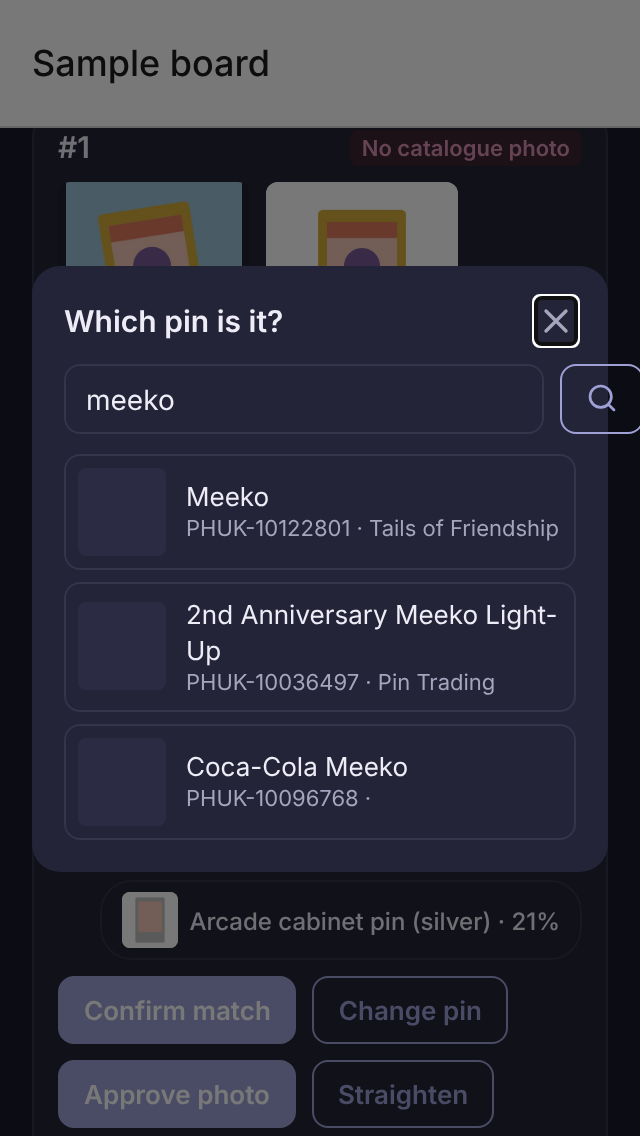 Sample board
#1
No catalogue photo
Which pin is it?
meeko
Meeko
PHUK-10122801 · Tails of Friendship
2nd Anniversary Meeko Light-
Up
PHUK-10036497 · Pin Trading
Coca-Cola Meeko
PHUK-10096768 ·
Arcade cabinet pin (silver) · 21%
Confirm match
Change pin
Approve photo
Straighten